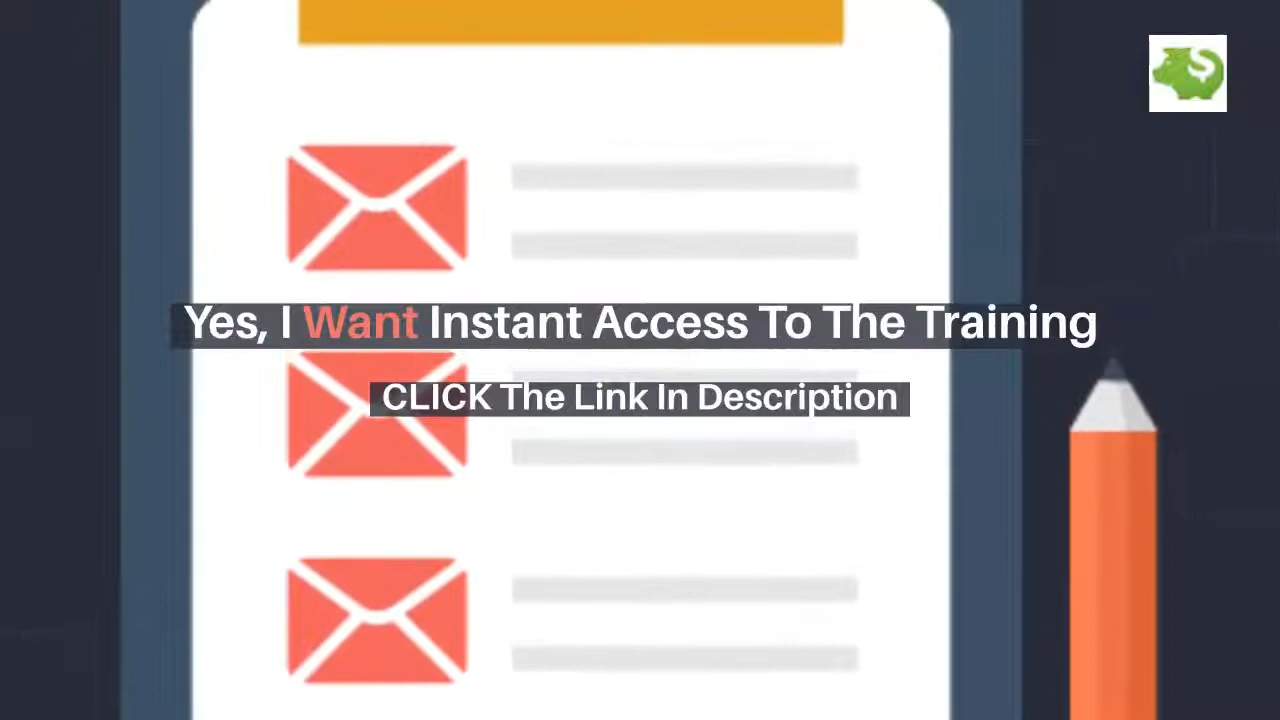 Yes, I Want Instant Access To The Training
CLICK The Link In Description